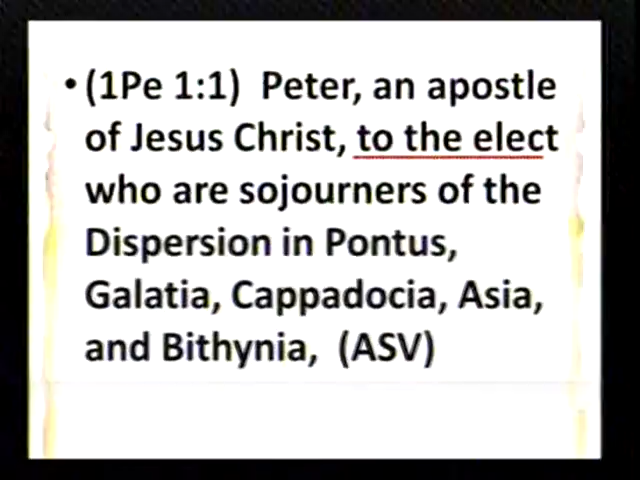 • (1Pe 1:1)  Peter, an apostle
of Jesus Christ, to the elect
who are sojourners of the
Dispersion in Pontus,
Galatia, Cappadocia, Asia,
and Bithynia,  (ASV)